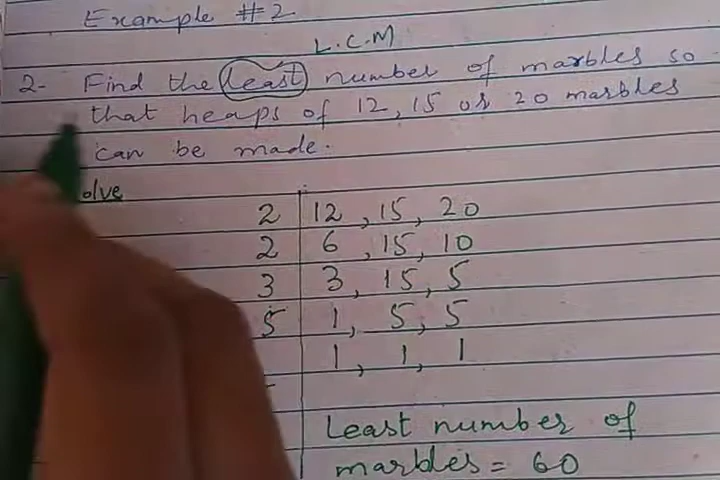 Example #2
L.C.M
2- Find the least number of marbles so
that heaps of 12, 15 or 20 marbles
can be made.
olve
2 12, 15, 20
2 6, 15, 10
3 3, 15, 5
5 1, 5, 5
1, 1, 1
Least number of
marbles = 60